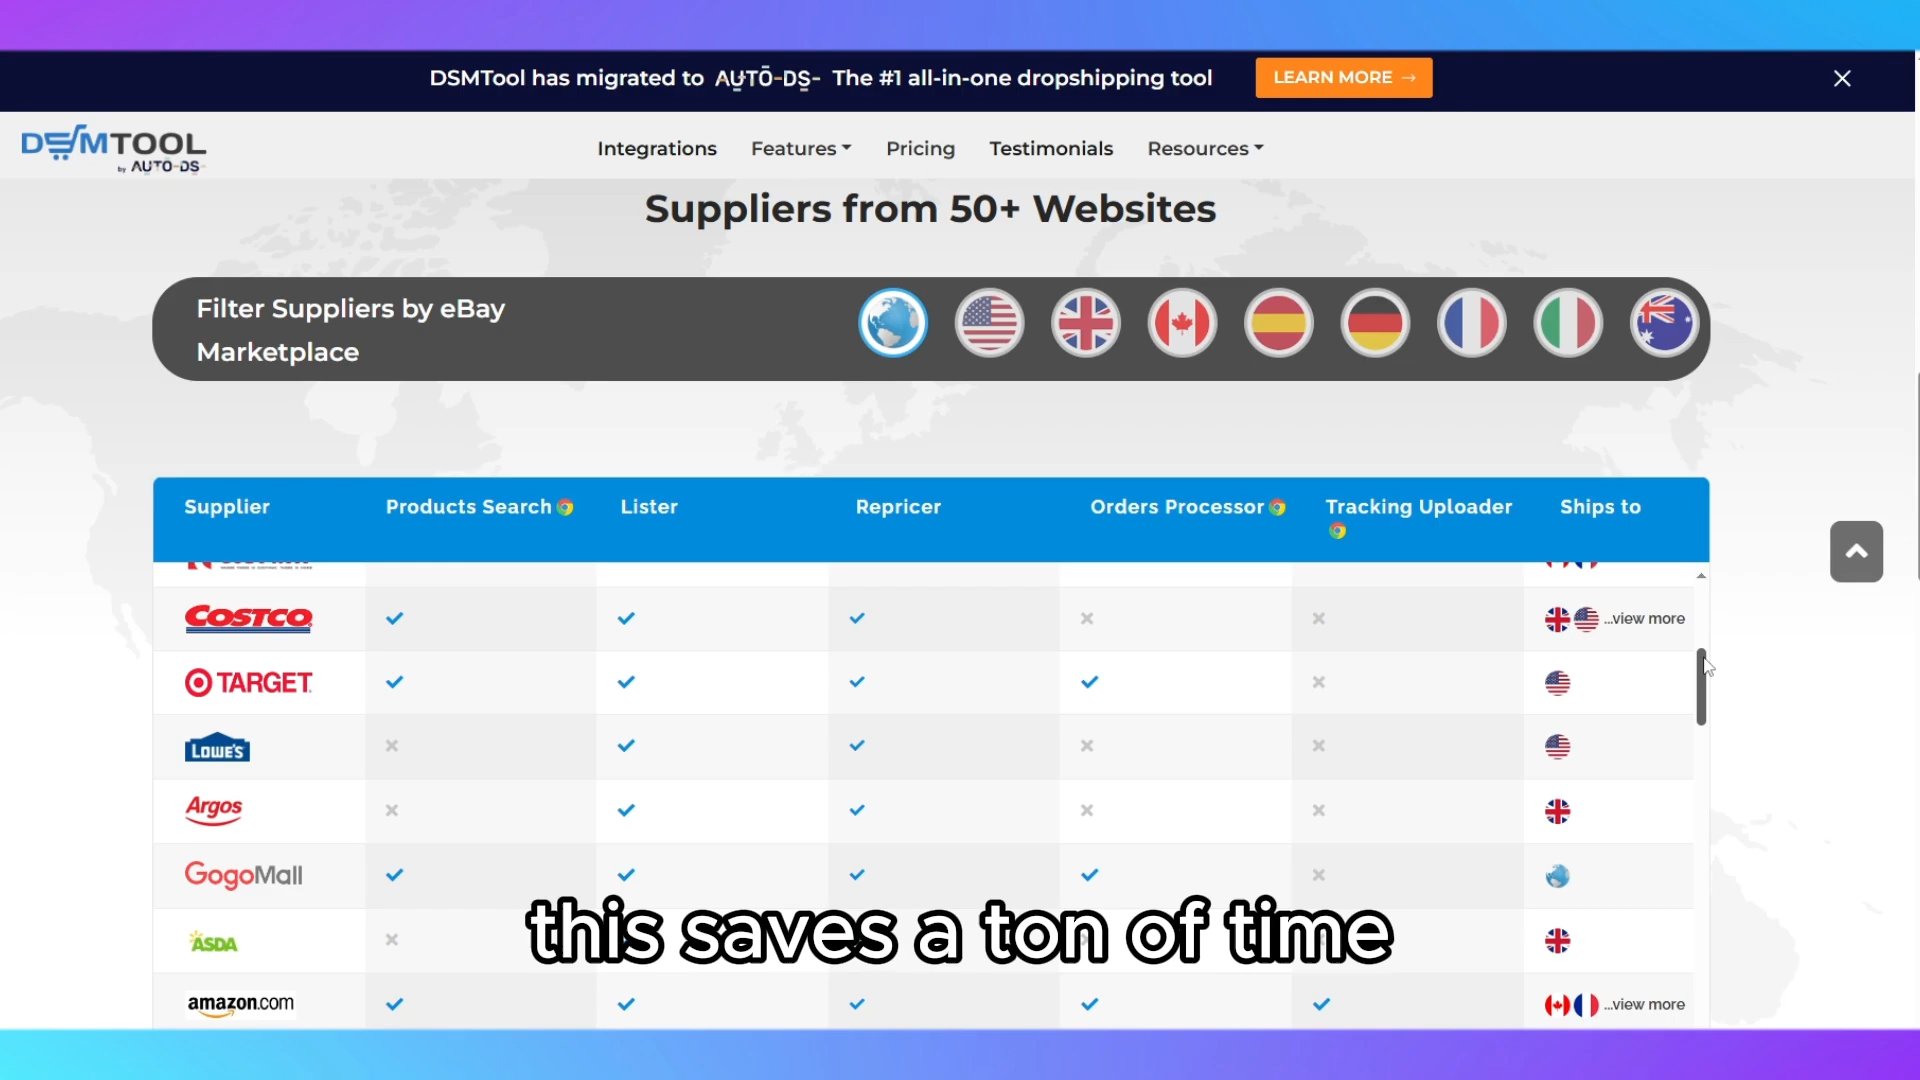 DSMTool has migrated to AUTO-DS- The #1 all-in-one dropshipping tool
LEARN MORE →
DSMTOOL
by AUTO-DS
Integrations Features Pricing Testimonials Resources
Suppliers from 50+ Websites
Filter Suppliers by eBay
Marketplace
Supplier Products Search Lister Repricer Orders Processor Tracking Uploader Ships to
COSTCO ...view more
TARGET.
LOWE'S
Argos
GogoMall
ASDA
this saves a ton of time
amazon.com ...view more